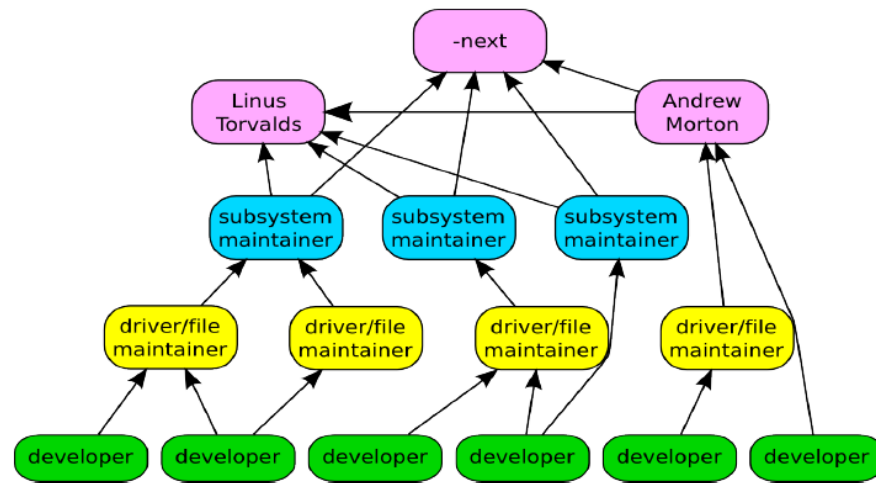 -next
Linus
Torvalds
Andrew
Morton
subsystem
maintainer
subsystem
maintainer
subsystem
maintainer
driver/file
maintainer
driver/file
maintainer
driver/file
maintainer
driver/file
maintainer
developer
developer
developer
developer
developer
developer